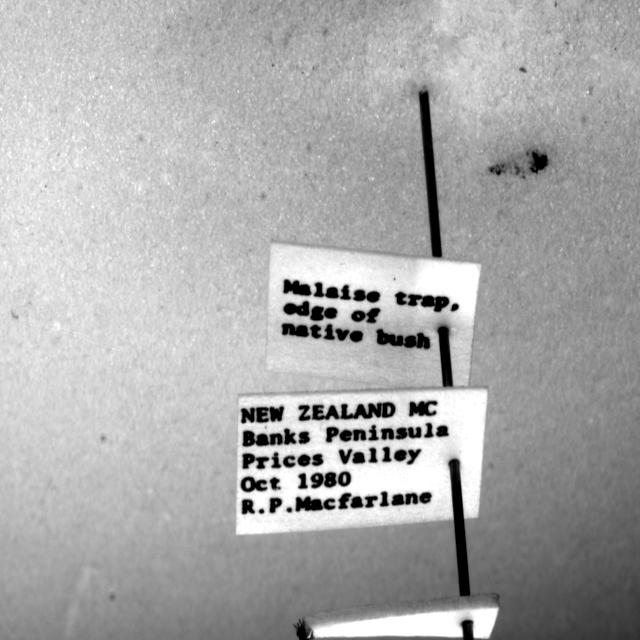 Malaise trap,
edge of
native bush
NEW ZEALAND MC
Banks Peninsula
Prices Valley
Oct 1980
R.P.Macfarlane